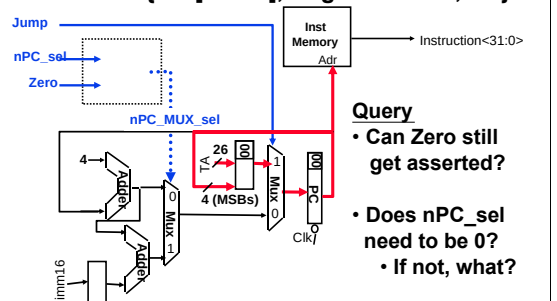 Jump
nPC_sel
Zero
nPC_MUX_sel
Inst
Memory
Adr
Instruction<31:0>
Query
• Can Zero still
get asserted?
• Does nPC_sel
need to be 0?
• If not, what?
4
Adder
Adder
0
Mux
1
TA
26
00
4 (MSBs)
1
Mux
0
00
PC
Clk
imm16